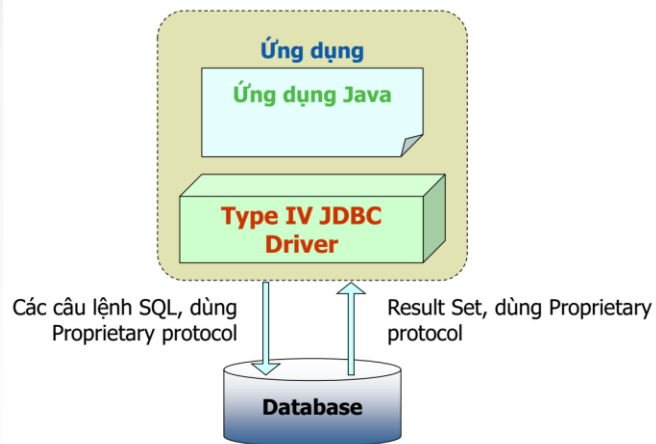 Ứng dụng
Ứng dụng Java
Type IV JDBC
Driver
Các câu lệnh SQL, dùng
Proprietary protocol
Result Set, dùng Proprietary
protocol
Database